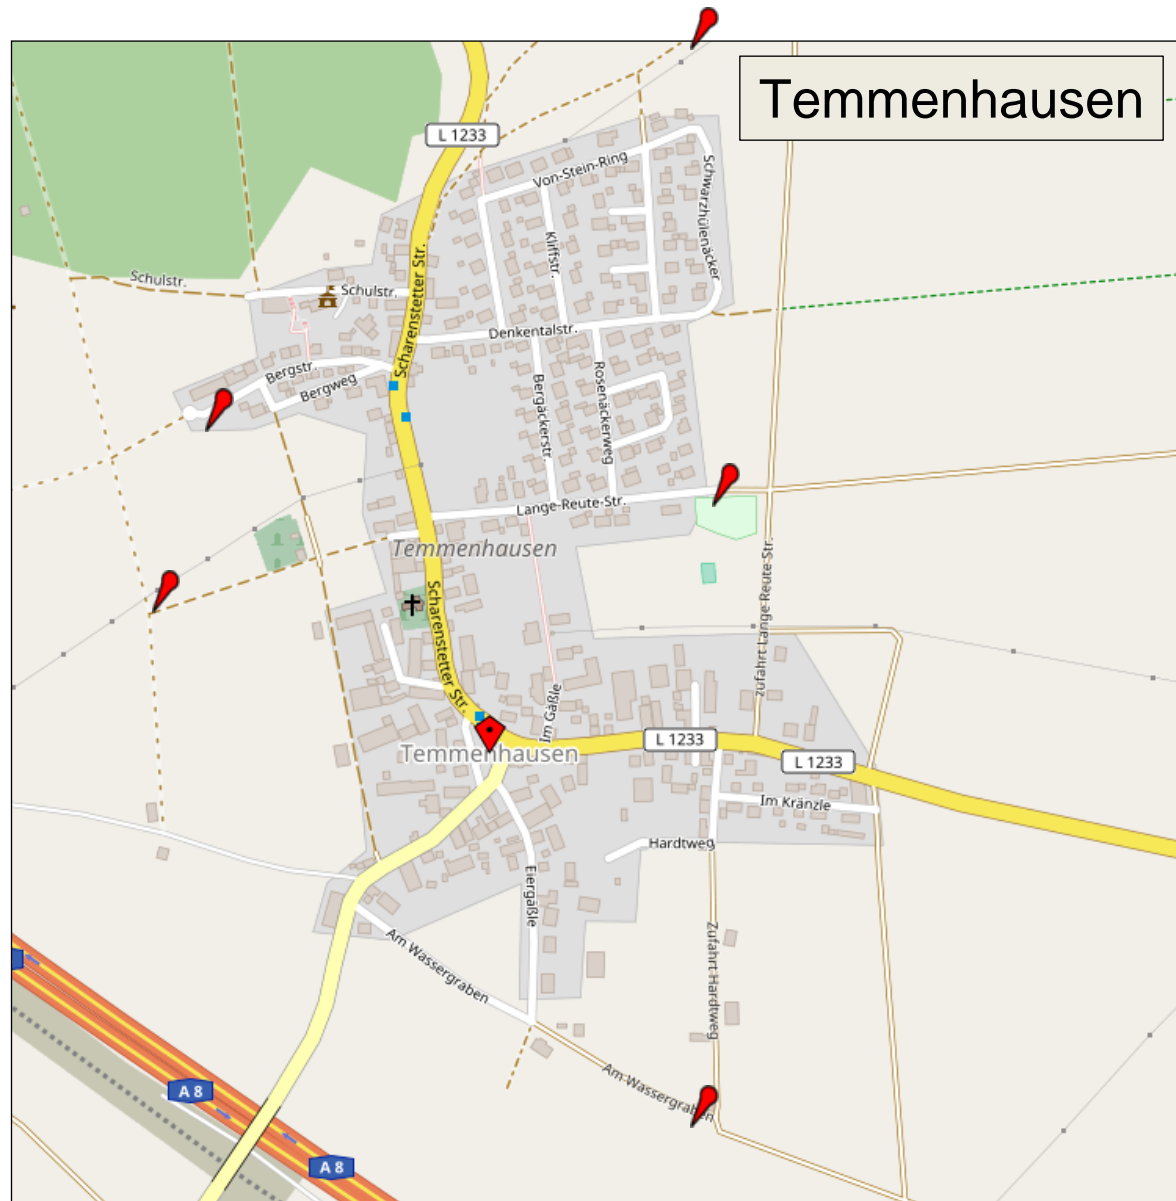 Temmenhausen
L 1233
Von-Stein-Ring
Schwarzhülenäcker
Kliffstr.
Schulstr.
Schulstr.
Scharenstetter Str.
Denkentalstr.
Bergstr.
Bergweg
Bergäckerstr.
Rosenäckerweg
Lange-Reute-Str.
Temmenhausen
zufahrt Lange Reute Str.
Scharenstetter Str.
Im Gäßle
L 1233
Temmenhausen
L 1233
Im Kränzle
Hardtweg
Eiergäßle
Am Wassergraben
Zufahrt Hardtweg
Am Wassergraben
A 8
A 8